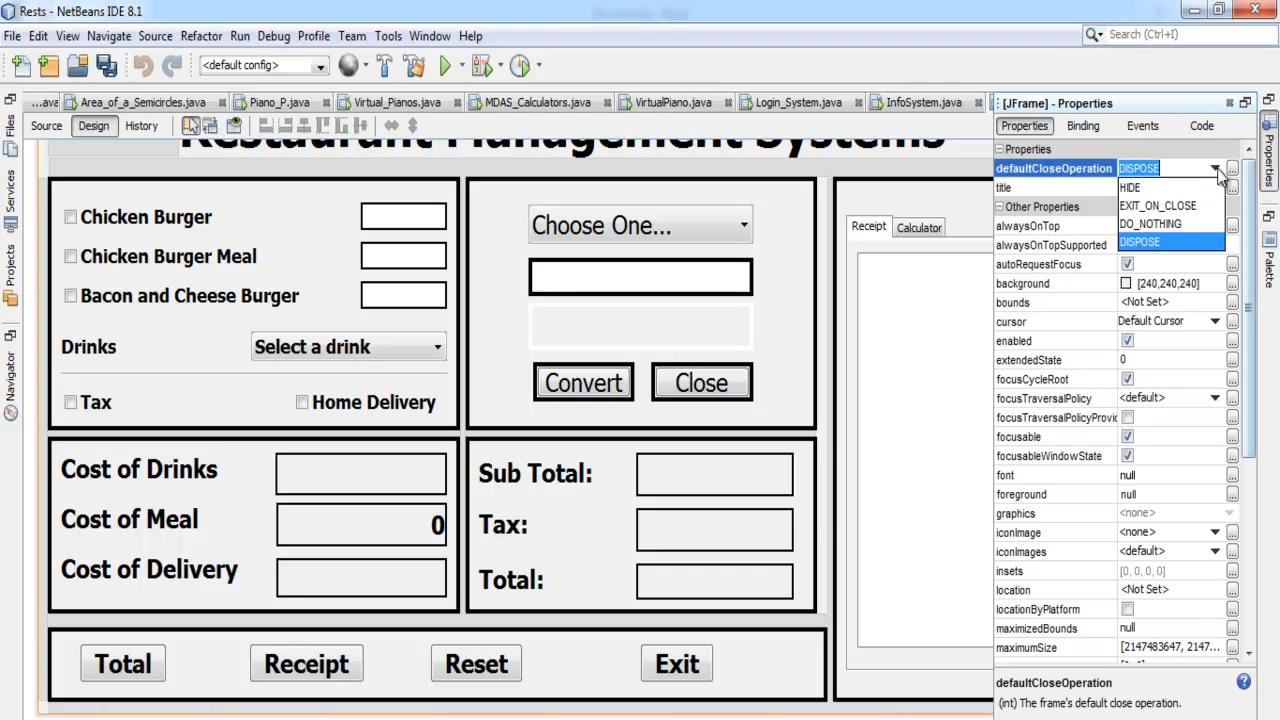 Rests - NetBeans IDE 8.1
File Edit View Navigate Source Refactor Run Debug Profile Team Tools Window Help
Search (Ctrl+I)
<default config>
...ava Area_of_a_Semicirdes.java Piano_P.java Virtual_Pianos.java MDAS_Calculators.java VirtualPiano.java Login_System.java InfoSystem.java
Source Design History
Restaurant Management Systems
Chicken Burger
Chicken Burger Meal
Bacon and Cheese Burger
Drinks Select a drink
Tax Home Delivery
Choose One...
Convert Close
Receipt Calculator
Cost of Drinks
Cost of Meal 0
Cost of Delivery
Sub Total:
Tax:
Total:
Total Receipt Reset Exit
[JFrame] - Properties
Properties Binding Events Code
Properties
defaultCloseOperation DISPOSE
HIDE
EXIT_ON_CLOSE
DO_NOTHING
DISPOSE
title
Other Properties
alwaysOnTop
alwaysOnTopSupported
autoRequestFocus
background [240,240,240]
bounds <Not Set>
cursor Default Cursor
enabled
extendedState 0
focusCycleRoot
focusTraversalPolicy <default>
focusTraversalPolicyProvic
focusable
focusableWindowState
font null
foreground null
graphics <none>
iconImage <none>
iconImages <default>
insets [0, 0, 0, 0]
location <Not Set>
locationByPlatform
maximizedBounds null
maximumSize [2147483647, 2147...
defaultCloseOperation
(int) The frame's default close operation.
Files
Services
Projects
Navigator
Properties
Palette